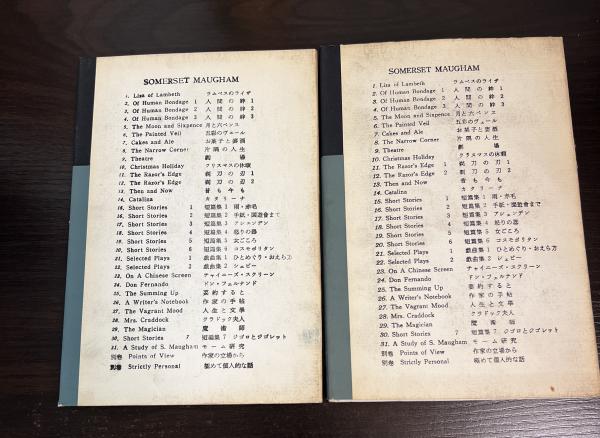 SOMERSET MAUGHAM
1. Liza of Lambeth ラムベスのライザ
2. Of Human Bondage 1 人間の絆 1
3. Of Human Bondage 2 人間の絆 2
4. Of Human Bondage 3 人間の絆 3
5. The Moon and Sixpence 月と六ペンス
6. The Painted Veil 五彩のヴェール
7. Cakes and Ale お菓子と麦酒
8. The Narrow Corner 片隅の人生
9. Theatre 劇場
10. Christmas Holiday クリスマスの休暇
11. The Razor's Edge 剃刀の刃 1
12. The Razor's Edge 剃刀の刃 2
13. Then and Now 昔も今も
14. Catalina カタリーナ
15. Short Stories 1 短篇集 1 雨・赤毛
16. Short Stories 2 短篇集 2 手紙・園遊會まで
17. Short Stories 3 短篇集 3 アシェンデン
18. Short Stories 4 短篇集 4 怒りの器
19. Short Stories 5 短篇集 5 女ごころ
20. Short Stories 6 短篇集 6 コスモポリタン
21. Selected Plays 1 戯曲集 1 ひとめぐり・おえら方
22. Selected Plays 2 戯曲集 2 シェピー
23. On A Chinese Screen チャイニーズ・スクリーン
24. Don Fernando ドン・フェルナンド
25. The Summing Up 要約すると
26. A Writer's Notebook 作家の手帖
27. The Vagrant Mood 人生と文學
28. Mrs. Craddock クラドック夫人
29. The Magician 魔術師
30. Short Stories 7 短篇集 7 ジゴロとジゴレット
31. A Study of S. Maugham モーム研究
別卷 Points of View 作家の立場から
別卷 Strictly Personal 極めて個人的な話
SOMERSET MAUGHAM
1. Liza of Lambeth ラムベスのライザ
2. Of Human Bondage 1 人間の絆 1
3. Of Human Bondage 2 人間の絆 2
4. Of Human Bondage 3 人間の絆 3
5. The Moon and Sixpence 月と六ペンス
6. The Painted Veil 五彩のヴェール
7. Cakes and Ale お菓子と麦酒
8. The Narrow Corner 片隅の人生
9. Theatre 劇場
10. Christmas Holiday クリスマスの休暇
11. The Razor's Edge 1 剃刀の刃 1
12. The Razor's Edge 2 剃刀の刃 2
13. Then and Now 昔も今も
14. Catalina カタリーナ
15. Short Stories 1 短篇集 1 雨・赤毛
16. Short Stories 2 短篇集 2 手紙・園遊會まで
17. Short Stories 3 短篇集 3 アシェンデン
18. Short Stories 4 短篇集 4 怒りの器
19. Short Stories 5 短篇集 5 女ごころ
20. Short Stories 6 短篇集 6 コスモポリタン
21. Selected Plays 1 戯曲集 1 ひとめぐり・おえら方
22. Selected Plays 2 戯曲集 2 シェピー
23. On A Chinese Screen チャイニーズ・スクリーン
24. Don Fernando ドン・フェルナンド
25. The Summing Up 要約すると
26. A Writer's Notebook 作家の手帖
27. The Vagrant Mood 人生と文學
28. Mrs. Craddock クラドック夫人
29. The Magician 魔術師
30. Short Stories 7 短篇集 7 ジゴロとジゴレット
31. A Study of S. Maugham モーム研究
別卷 Points of View 作家の立場から
別卷 Strictly Personal 極めて個人的な話